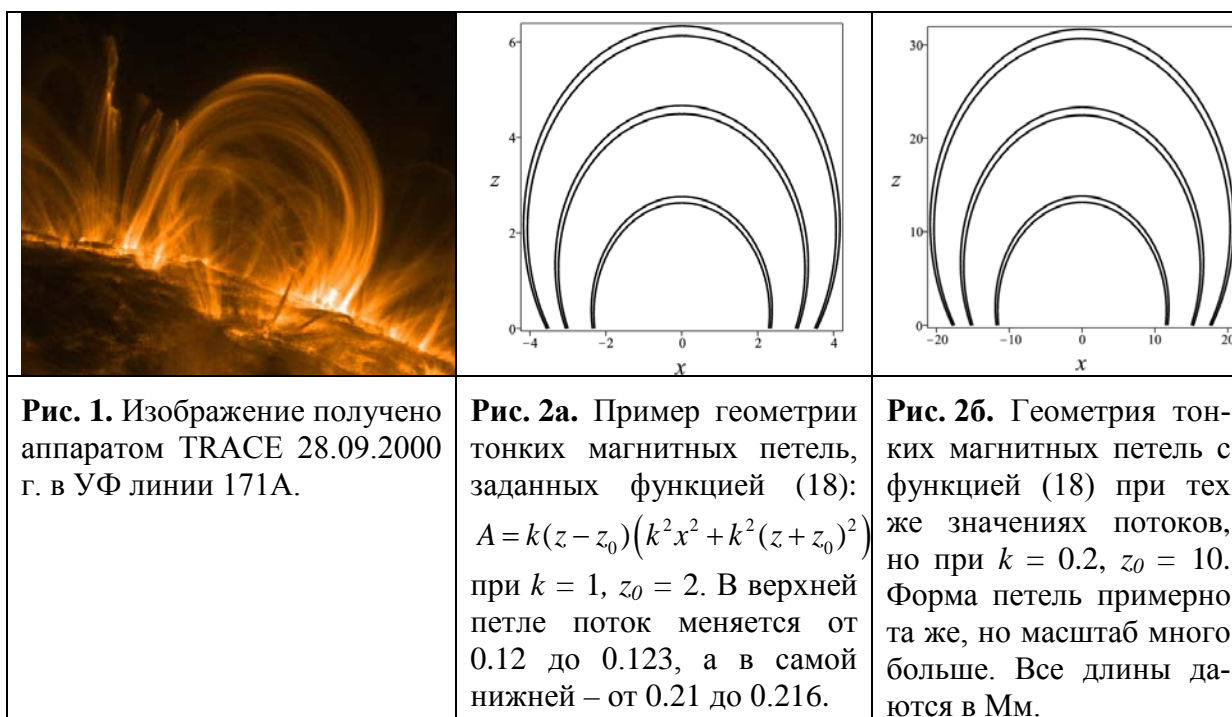 6
4
z
2
0
−4 −2 0 2 4
x
30
20
z
10
0
−20 −10 0 10 20
x
Рис. 1. Изображение получено
аппаратом TRACE 28.09.2000
г. в УФ линии 171А.
Рис. 2а. Пример геометрии
тонких магнитных петель,
заданных функцией (18):
A = k(z − z₀)(k²x² + k²(z + z₀)²)
при k = 1, z₀ = 2. В верхней
петле поток меняется от
0.12 до 0.123, а в самой
нижней – от 0.21 до 0.216.
Рис. 2б. Геометрия тон-
ких магнитных петель с
функцией (18) при тех
же значениях потоков,
но при k = 0.2, z₀ = 10.
Форма петель примерно
та же, но масштаб много
больше. Все длины да-
ются в Мм.